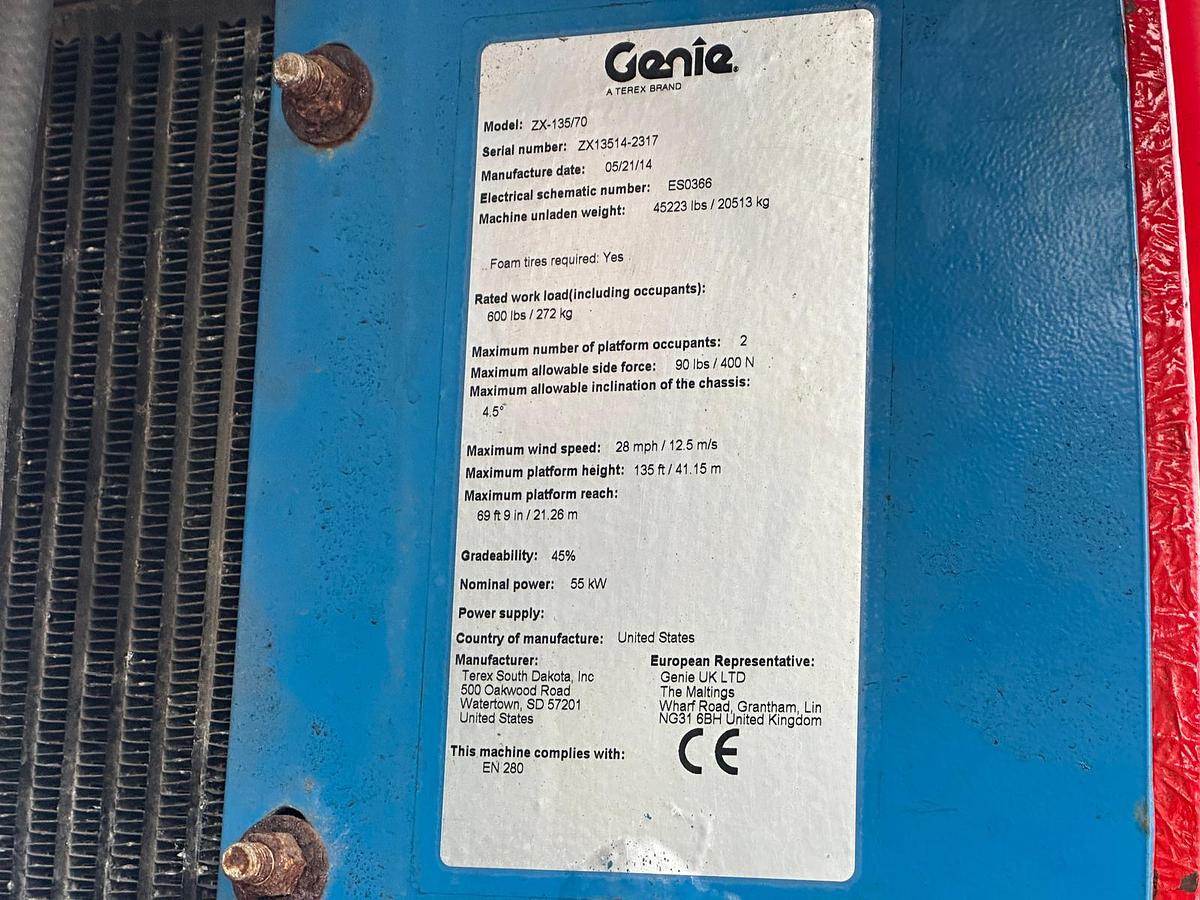 Genie
A TEREX BRAND
Model: ZX-135/70
Serial number: ZX13514-2317
Manufacture date: 05/21/14
Electrical schematic number: ES0366
Machine unladen weight: 45223 lbs / 20513 kg
Foam tires required: Yes
Rated work load(including occupants):
600 lbs / 272 kg
Maximum number of platform occupants: 2
Maximum allowable side force: 90 lbs / 400 N
Maximum allowable inclination of the chassis:
4.5°
Maximum wind speed: 28 mph / 12.5 m/s
Maximum platform height: 135 ft / 41.15 m
Maximum platform reach:
69 ft 9 in / 21.26 m
Gradeability: 45%
Nominal power: 55 kW
Power supply:
Country of manufacture: United States
Manufacturer:
Terex South Dakota, Inc
500 Oakwood Road
Watertown, SD 57201
United States
European Representative:
Genie UK LTD
The Maltings
Wharf Road, Grantham, Lin
NG31 6BH United Kingdom
This machine complies with:
EN 280
CE